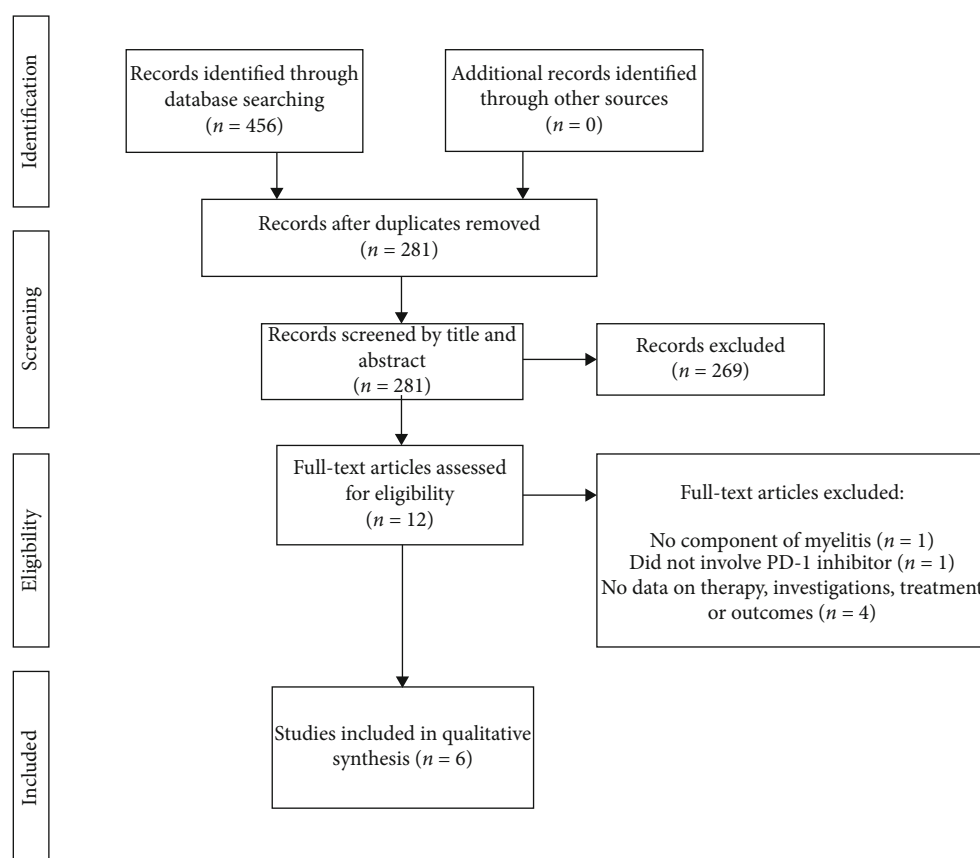 Identification
Records identified through
database searching
(n = 456)
Additional records identified
through other sources
(n = 0)
Records after duplicates removed
(n = 281)
Screening
Records screened by title and
abstract
(n = 281)
Records excluded
(n = 269)
Eligibility
Full-text articles assessed
for eligibility
(n = 12)
Full-text articles excluded:
No component of myelitis (n = 1)
Did not involve PD-1 inhibitor (n = 1)
No data on therapy, investigations, treatment
or outcomes (n = 4)
Included
Studies included in qualitative
synthesis (n = 6)